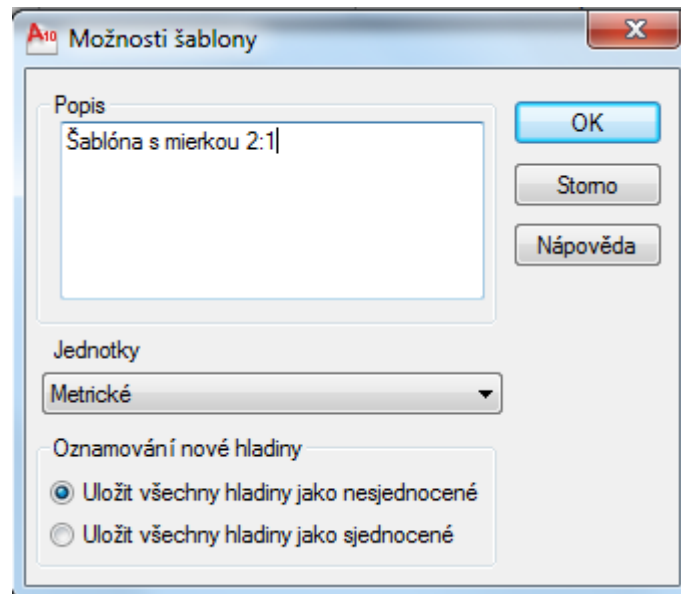 A10 Možnosti šablony
Popis
Šablóna s mierkou 2:1
OK
Storno
Nápověda
Jednotky
Metrické
Oznamování nové hladiny
Uložit všechny hladiny jako nesjednocené
Uložit všechny hladiny jako sjednocené